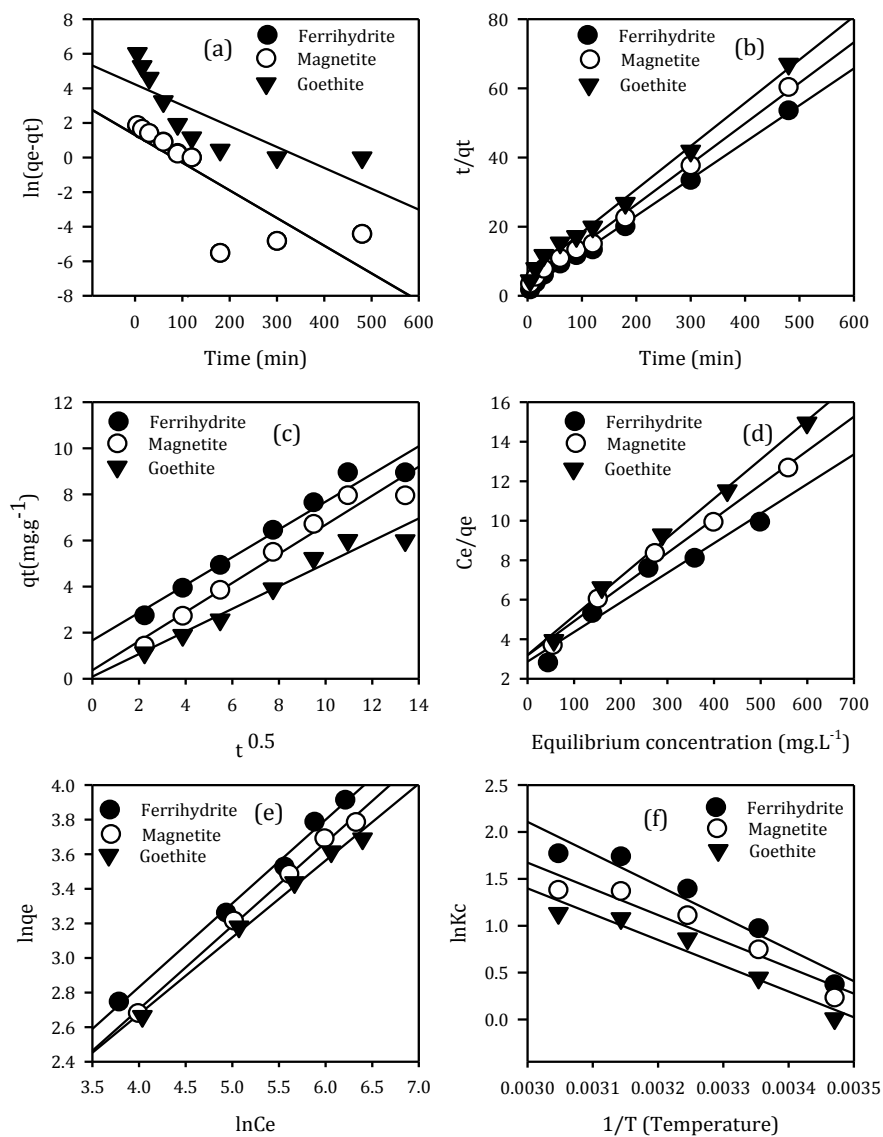 (a)
Ferrihydrite
Magnetite
Goethite
ln(qe-qt)
6
4
2
0
-2
-4
-6
-8
0 100 200 300 400 500 600
Time (min)
(b)
Ferrihydrite
Magnetite
Goethite
t/qt
80
60
40
20
0
0 100 200 300 400 500 600
Time (min)
(c)
Ferrihydrite
Magnetite
Goethite
qt(mg.g⁻¹)
12
10
8
6
4
2
0
0 2 4 6 8 10 12 14
t 0.5
(d)
Ferrihydrite
Magnetite
Goethite
Ce/qe
16
14
12
10
8
6
4
2
0 100 200 300 400 500 600 700
Equilibrium concentration (mg.L⁻¹)
(e)
Ferrihydrite
Magnetite
Goethite
lnqe
4.0
3.8
3.6
3.4
3.2
3.0
2.8
2.6
2.4
3.5 4.0 4.5 5.0 5.5 6.0 6.5 7.0
lnCe
(f)
Ferrihydrite
Magnetite
Goethite
lnKc
2.5
2.0
1.5
1.0
0.5
0.0
0.0030 0.0031 0.0032 0.0033 0.0034 0.0035
1/T (Temperature)